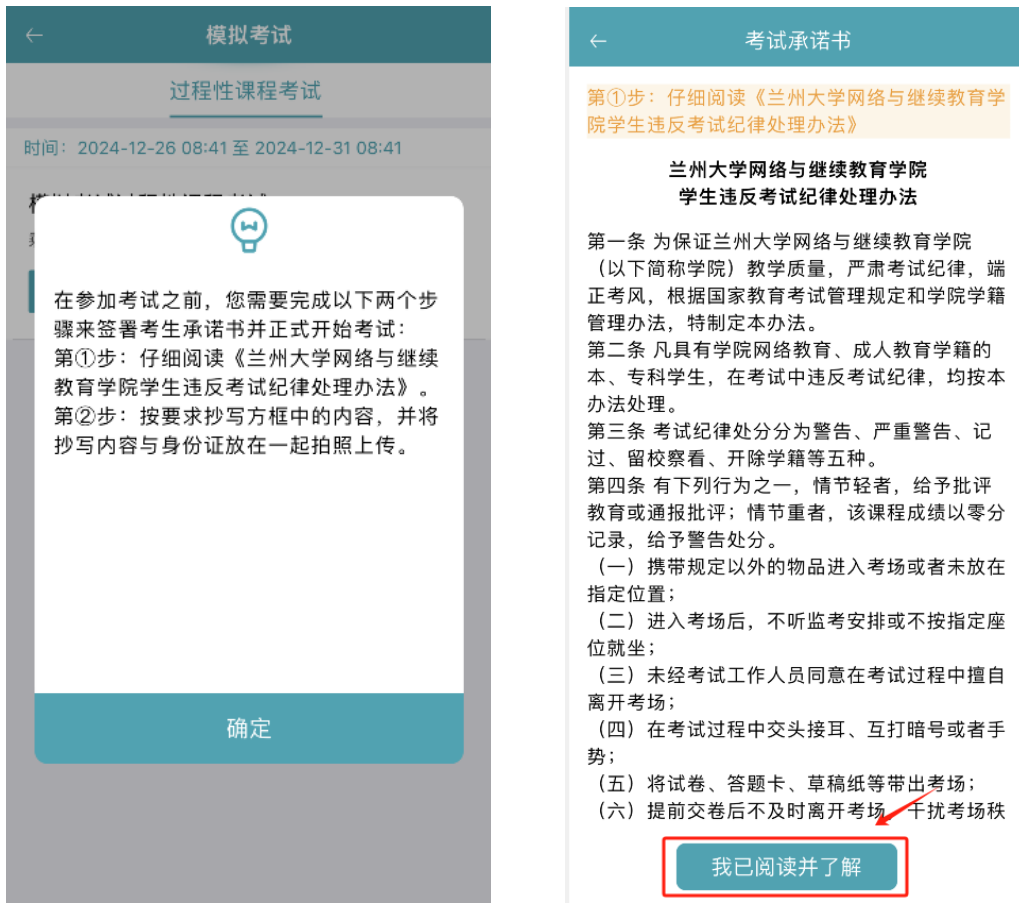 模拟考试
过程性课程考试
时间：2024-12-26 08:41 至 2024-12-31 08:41
在参加考试之前，您需要完成以下两个步
骤来签署考生承诺书并正式开始考试：
第①步：仔细阅读《兰州大学网络与继续
教育学院学生违反考试纪律处理办法》。
第②步：按要求抄写方框中的内容，并将
抄写内容与身份证放在一起拍照上传。
确定
考试承诺书
第①步：仔细阅读《兰州大学网络与继续教育学
院学生违反考试纪律处理办法》
兰州大学网络与继续教育学院
学生违反考试纪律处理办法
第一条 为保证兰州大学网络与继续教育学院
（以下简称学院）教学质量，严肃考试纪律，端
正考风，根据国家教育考试管理规定和学院学籍
管理办法，特制定本办法。
第二条 凡具有学院网络教育、成人教育学籍的
本、专科学生，在考试中违反考试纪律，均按本
办法处理。
第三条 考试纪律处分分为警告、严重警告、记
过、留校察看、开除学籍等五种。
第四条 有下列行为之一，情节轻者，给予批评
教育或通报批评；情节重者，该课程成绩以零分
记录，给予警告处分。
（一）携带规定以外的物品进入考场或者未放在
指定位置；
（二）进入考场后，不听监考安排或不按指定座
位就坐；
（三）未经考试工作人员同意在考试过程中擅自
离开考场；
（四）在考试过程中交头接耳、互打暗号或者手
势；
（五）将试卷、答题卡、草稿纸等带出考场；
（六）提前交卷后不及时离开考场，干扰考场秩
我已阅读并了解